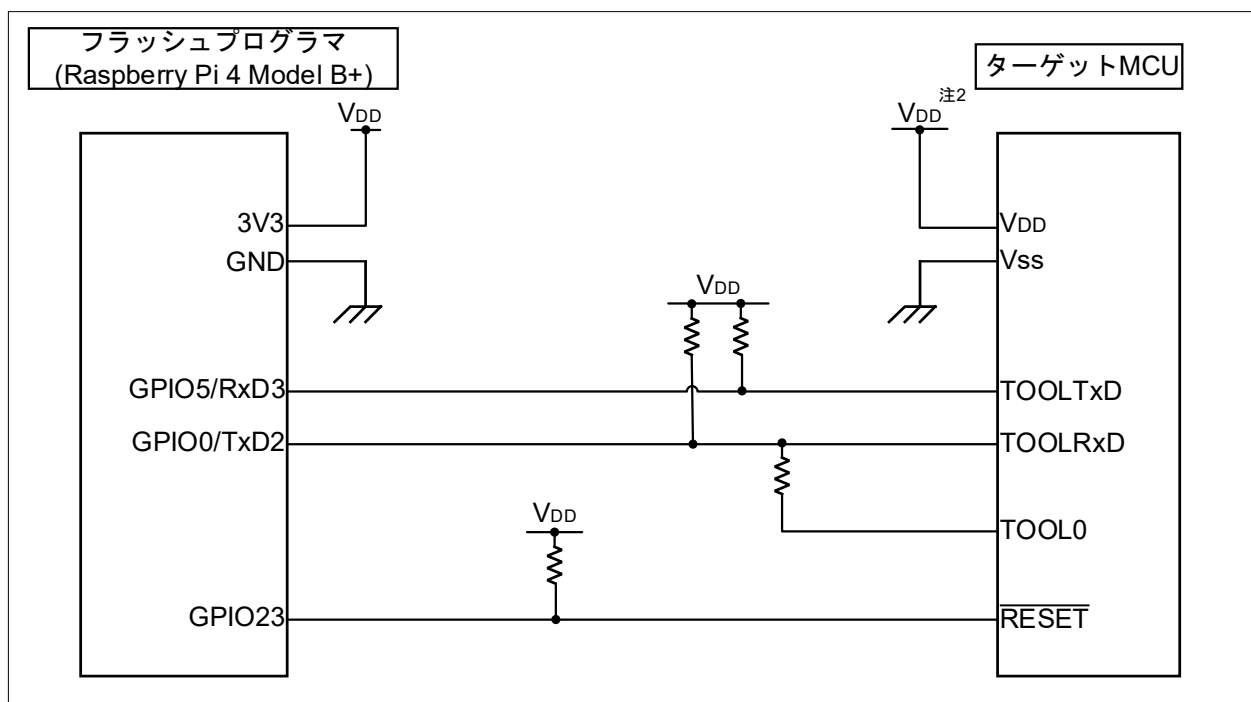 フラッシュプログラマ
(Raspberry Pi 4 Model B+)
ターゲットMCU
VDD
VDD注2
3V3
GND
VDD
Vss
VDD
GPIO5/RxD3
TOOLTxD
GPIO0/TxD2
TOOLRxD
VDD
TOOL0
GPIO23
RESET